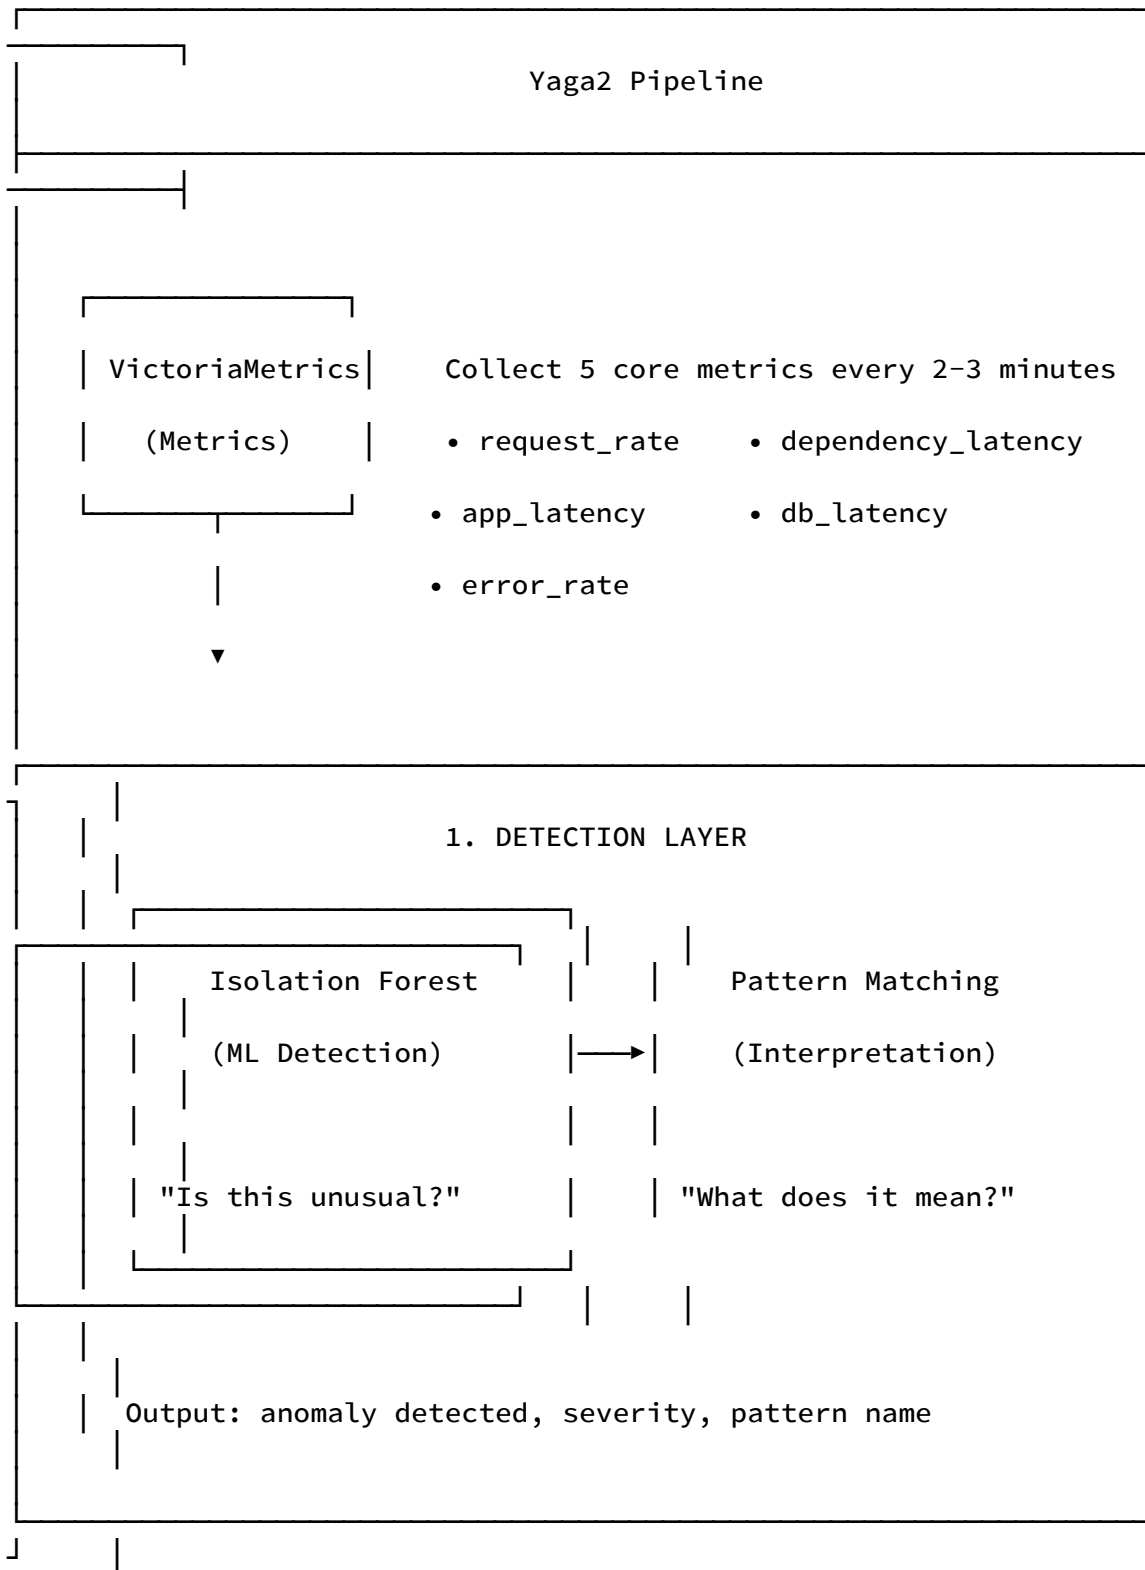 Yaga2 Pipeline
VictoriaMetrics Collect 5 core metrics every 2-3 minutes
(Metrics) • request_rate • dependency_latency
• app_latency • db_latency
• error_rate
1. DETECTION LAYER
Isolation Forest Pattern Matching
(ML Detection) (Interpretation)
"Is this unusual?" "What does it mean?"
Output: anomaly detected, severity, pattern name